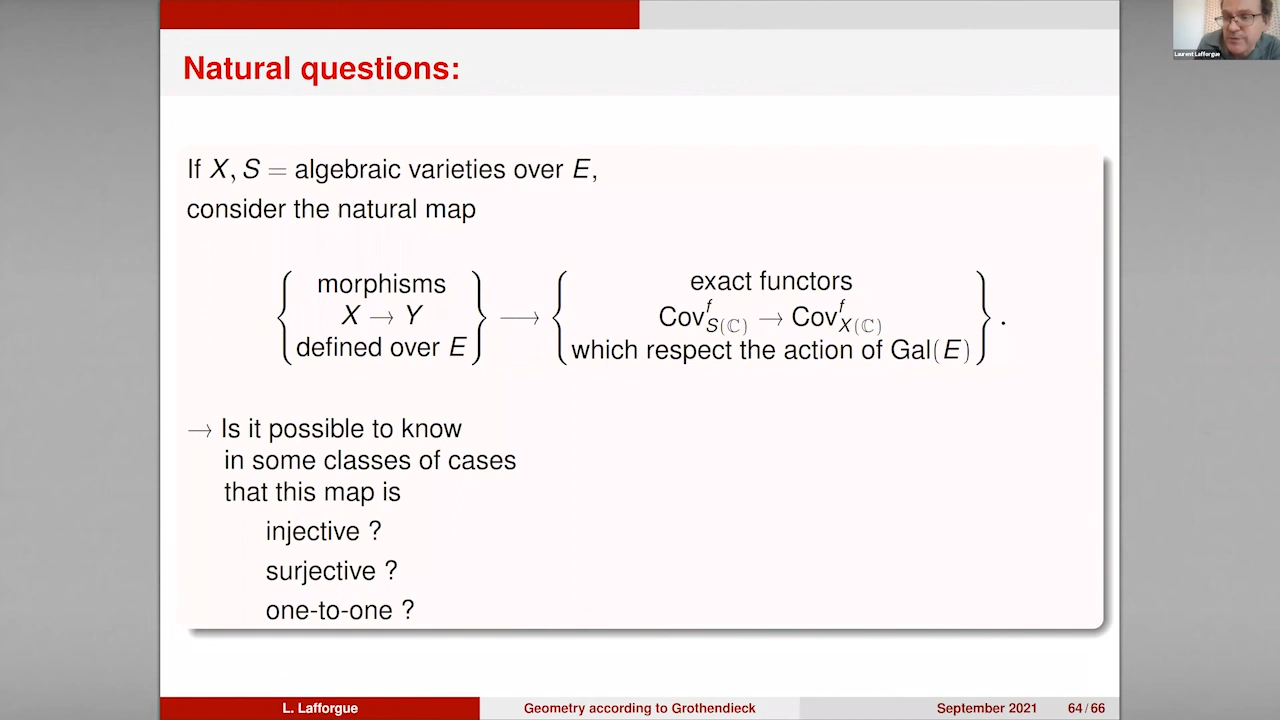 Laurent Lafforgue
Natural questions:
If X, S = algebraic varieties over E,
consider the natural map
{ morphisms X → Y defined over E } ⟶ { exact functors Cov^f_{S(ℂ)} → Cov^f_{X(ℂ)} which respect the action of Gal(E) } .
→ Is it possible to know
in some classes of cases
that this map is
injective ?
surjective ?
one-to-one ?
L. Lafforgue
Geometry according to Grothendieck
September 2021
64 / 66